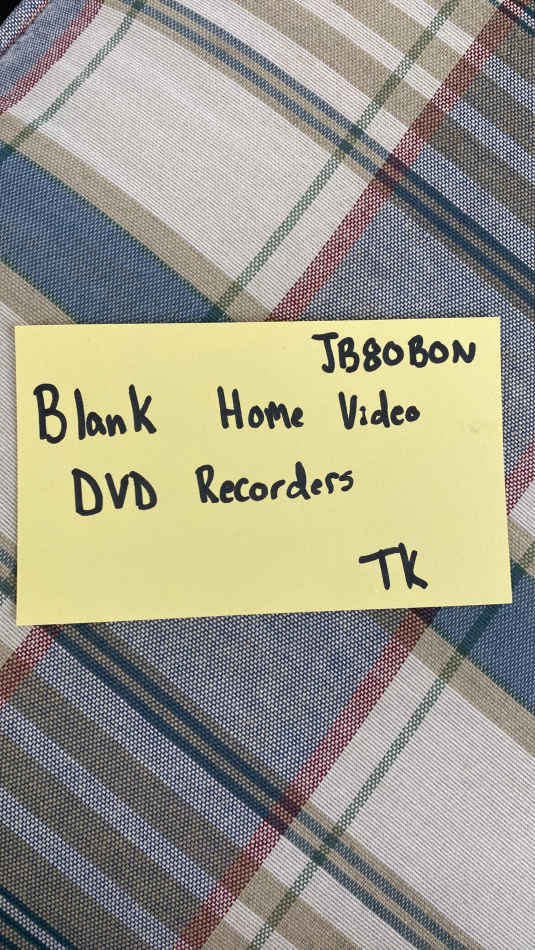 JB80BON
Blank Home Video
DVD Recorders
TK